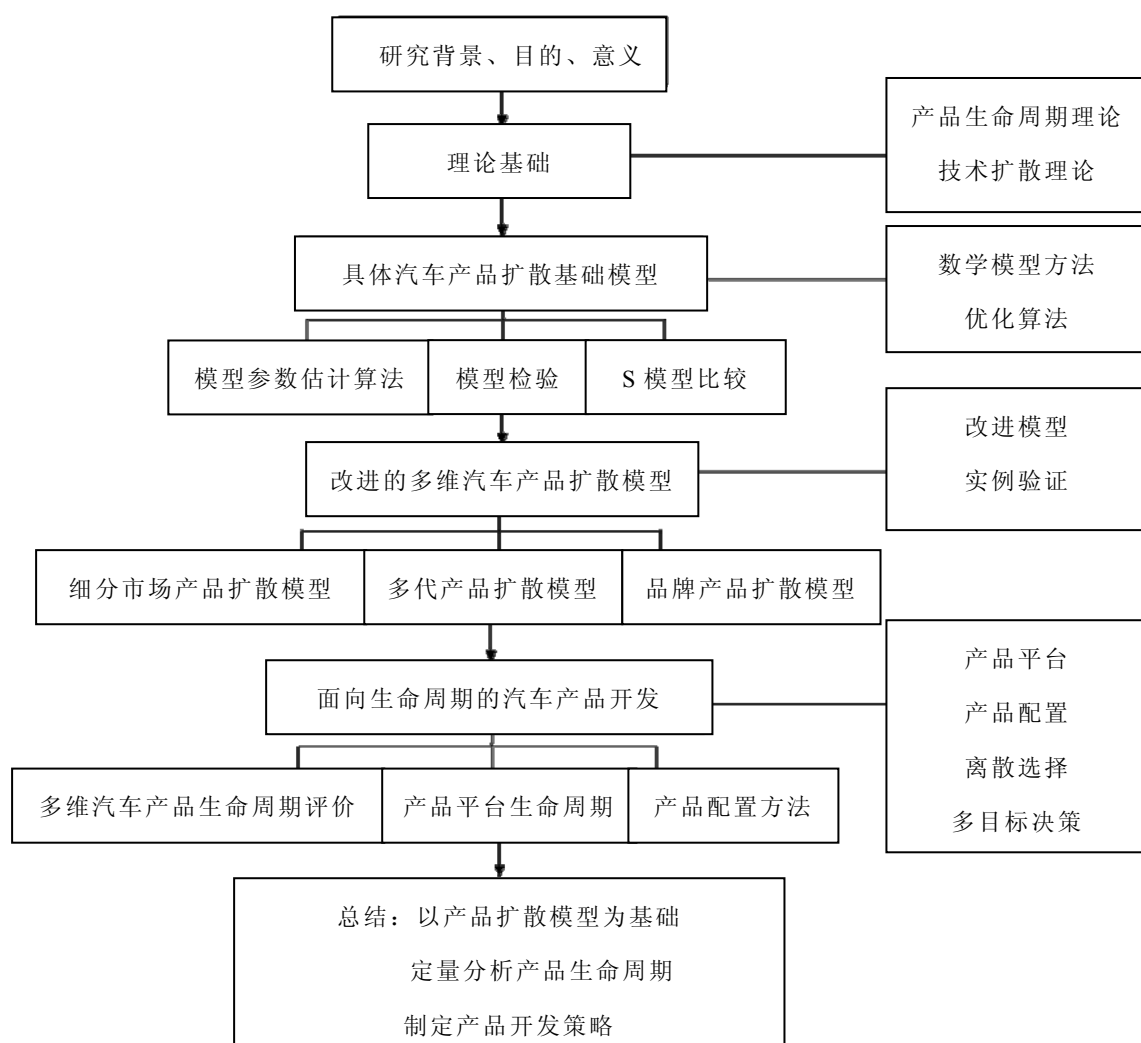 研究背景、目的、意义
产品生命周期理论
技术扩散理论
理论基础
具体汽车产品扩散基础模型
数学模型方法
优化算法
模型参数估计算法
模型检验
S 模型比较
改进模型
实例验证
改进的多维汽车产品扩散模型
细分市场产品扩散模型
多代产品扩散模型
品牌产品扩散模型
产品平台
产品配置
离散选择
多目标决策
面向生命周期的汽车产品开发
多维汽车产品生命周期评价
产品平台生命周期
产品配置方法
总结：以产品扩散模型为基础
定量分析产品生命周期
制定产品开发策略